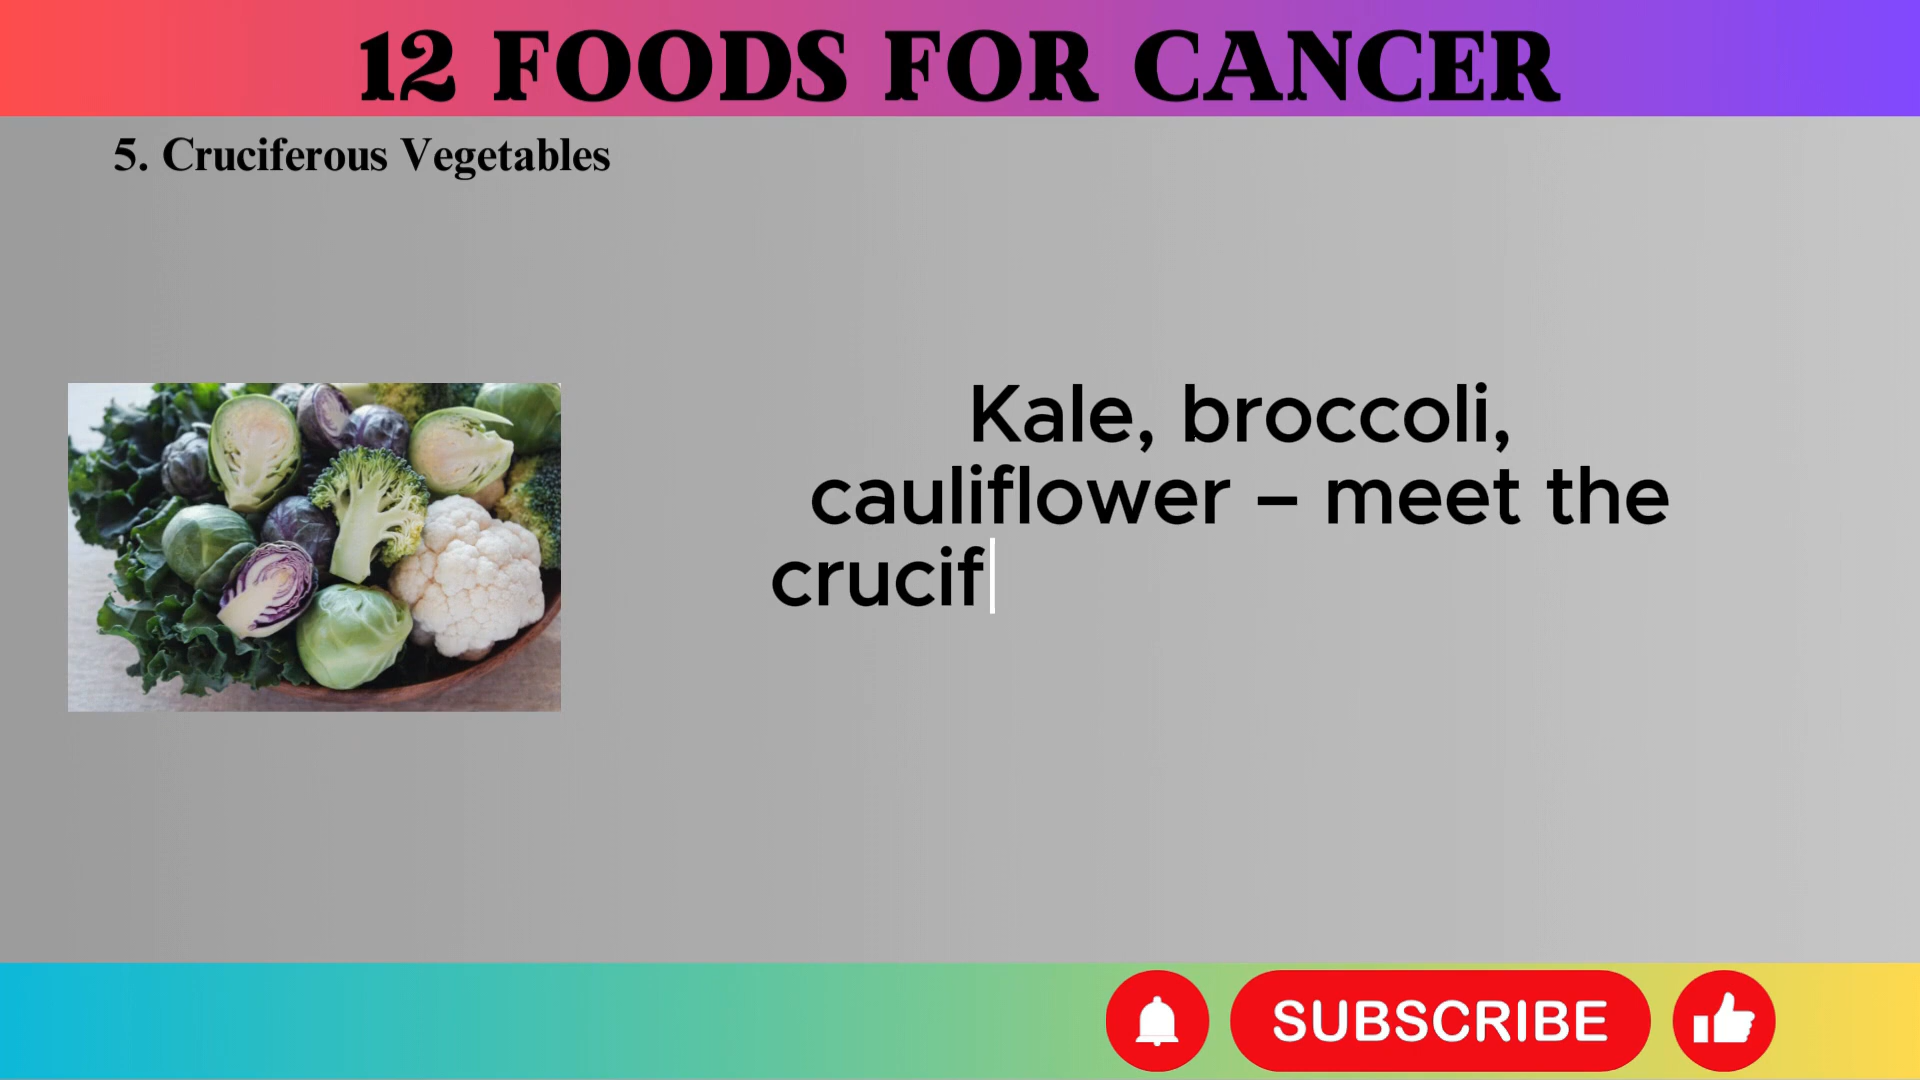 12 FOODS FOR CANCER
5. Cruciferous Vegetables
Kale, broccoli,
cauliflower – meet the
crucif
SUBSCRIBE